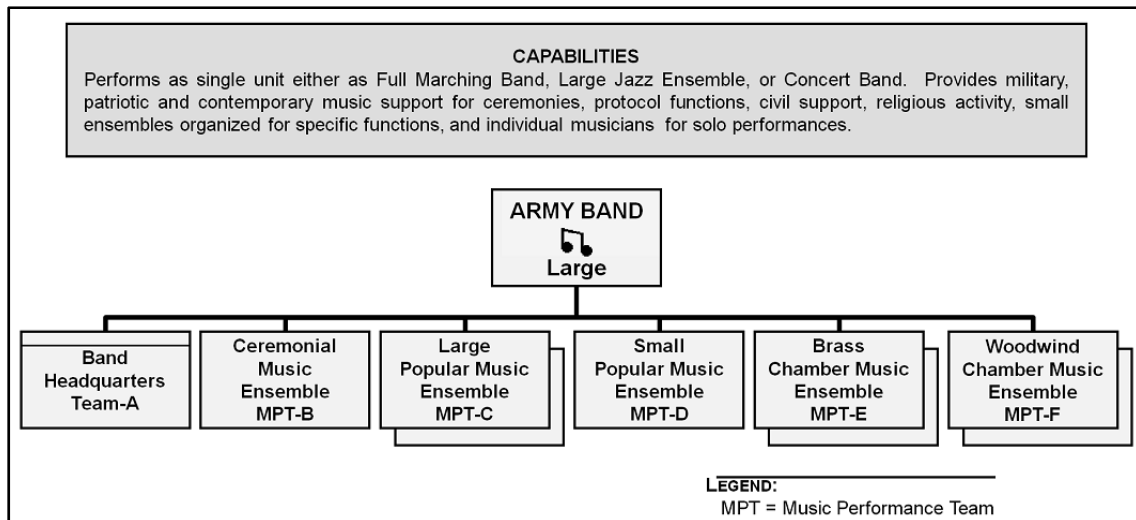 CAPABILITIES
Performs as single unit either as Full Marching Band, Large Jazz Ensemble, or Concert Band. Provides military,
patriotic and contemporary music support for ceremonies, protocol functions, civil support, religious activity, small
ensembles organized for specific functions, and individual musicians for solo performances.
ARMY BAND
Large
Band
Headquarters
Team-A
Ceremonial
Music
Ensemble
MPT-B
Large
Popular Music
Ensemble
MPT-C
Small
Popular Music
Ensemble
MPT-D
Brass
Chamber Music
Ensemble
MPT-E
Woodwind
Chamber Music
Ensemble
MPT-F
LEGEND:
MPT = Music Performance Team